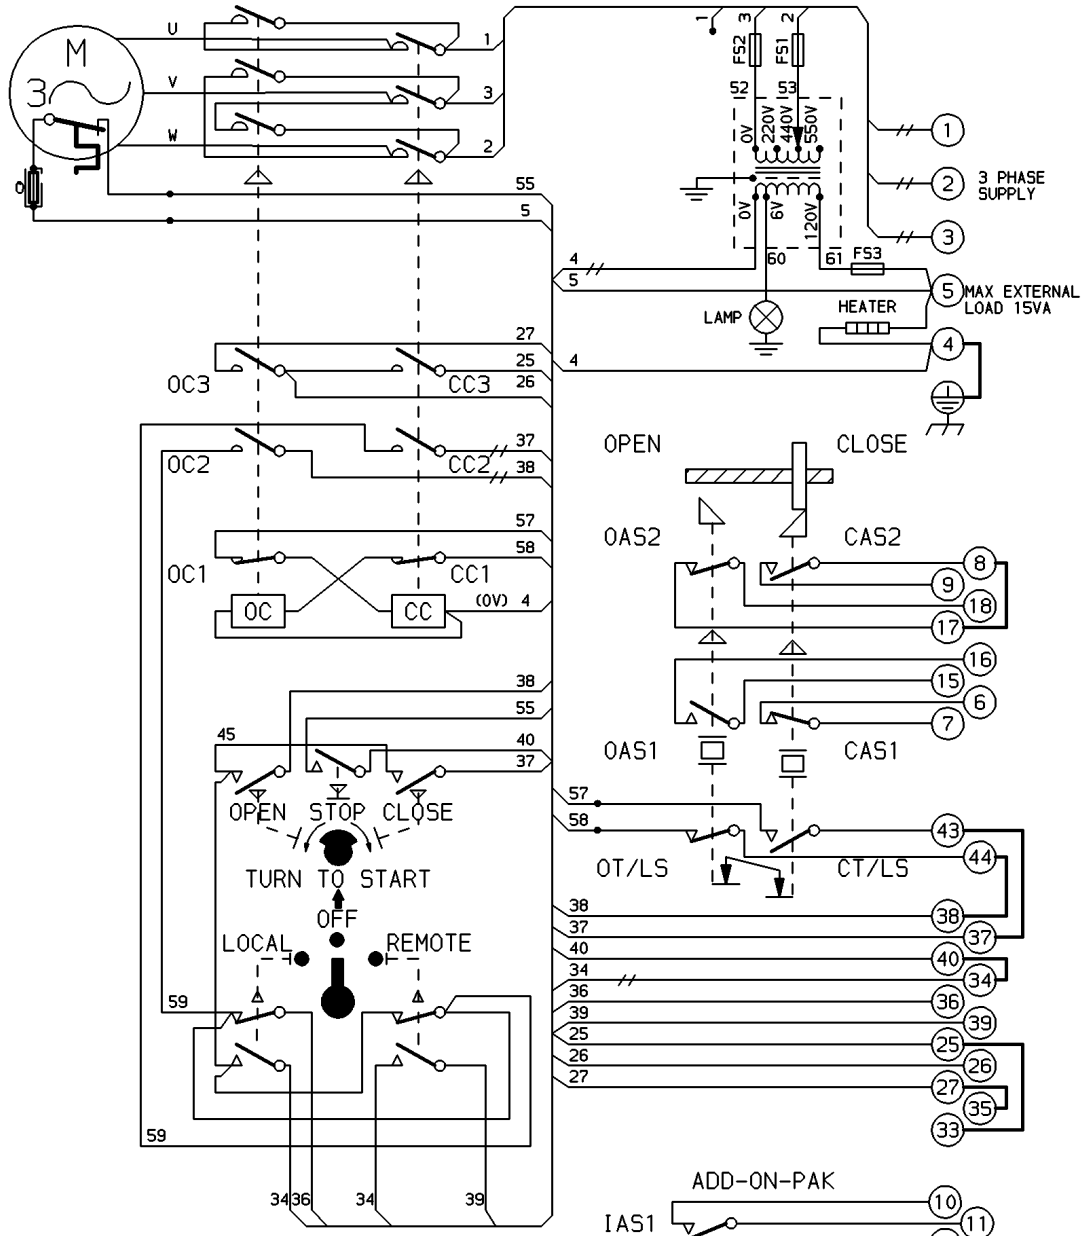 U
1
M
3
V
3
W
2
θ
55
5
1
3
2
FS2
FS1
52
53
0V
220V
440V
550V
0V
6V
120V
60
61
FS3
1
2
3 PHASE
SUPPLY
3
4
5
5
MAX EXTERNAL
LOAD 15VA
HEATER
LAMP
4
4
27
25
26
OC3
CC3
37
38
OC2
CC2
57
58
OC1
CC1
OC
CC
(0V) 4
OPEN
CLOSE
OAS2
CAS2
8
9
18
17
16
15
6
7
OAS1
CAS1
38
55
45
40
37
OPEN
STOP
CLOSE
TURN TO START
OFF
LOCAL
REMOTE
57
58
43
44
OT/LS
CT/LS
38
38
37
37
40
40
34
34
36
36
39
39
25
25
26
26
27
27
35
33
59
59
34
36
34
39
ADD-ON-PAK
10
IAS1
11